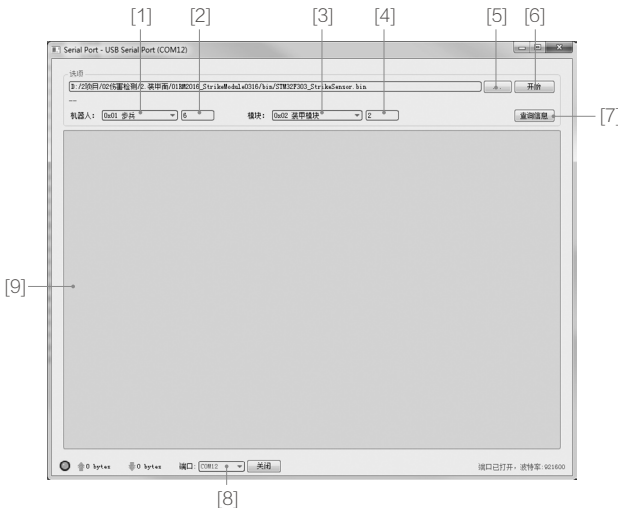 [1] [2] [3] [4] [5] [6]
Serial Port - USB Serial Port (COM12)
选项
D:/2项目/02伤害检测/2.装甲面/01RM2016_StrikeModule0316/bin/STM32F303_StrikeSensor.bin
开始
--
机器人: 0x01 步兵 6 模块: 0x02 装甲模块 2 查询信息
[7]
[9]
0 bytes 0 bytes 端口: COM12 关闭 端口已打开，波特率:921600
[8]